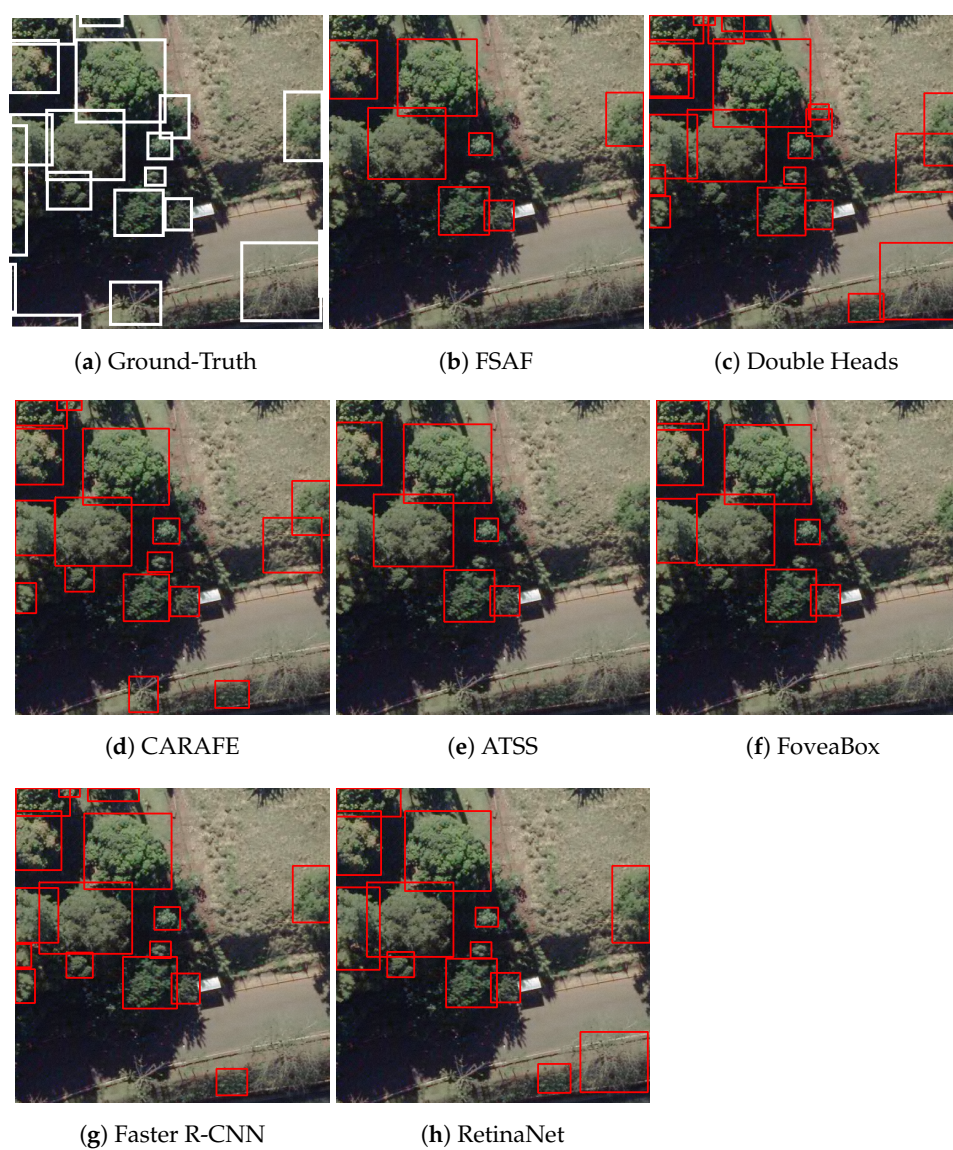 (a) Ground-Truth
(b) FSAF
(c) Double Heads
(d) CARAFE
(e) ATSS
(f) FoveaBox
(g) Faster R-CNN
(h) RetinaNet